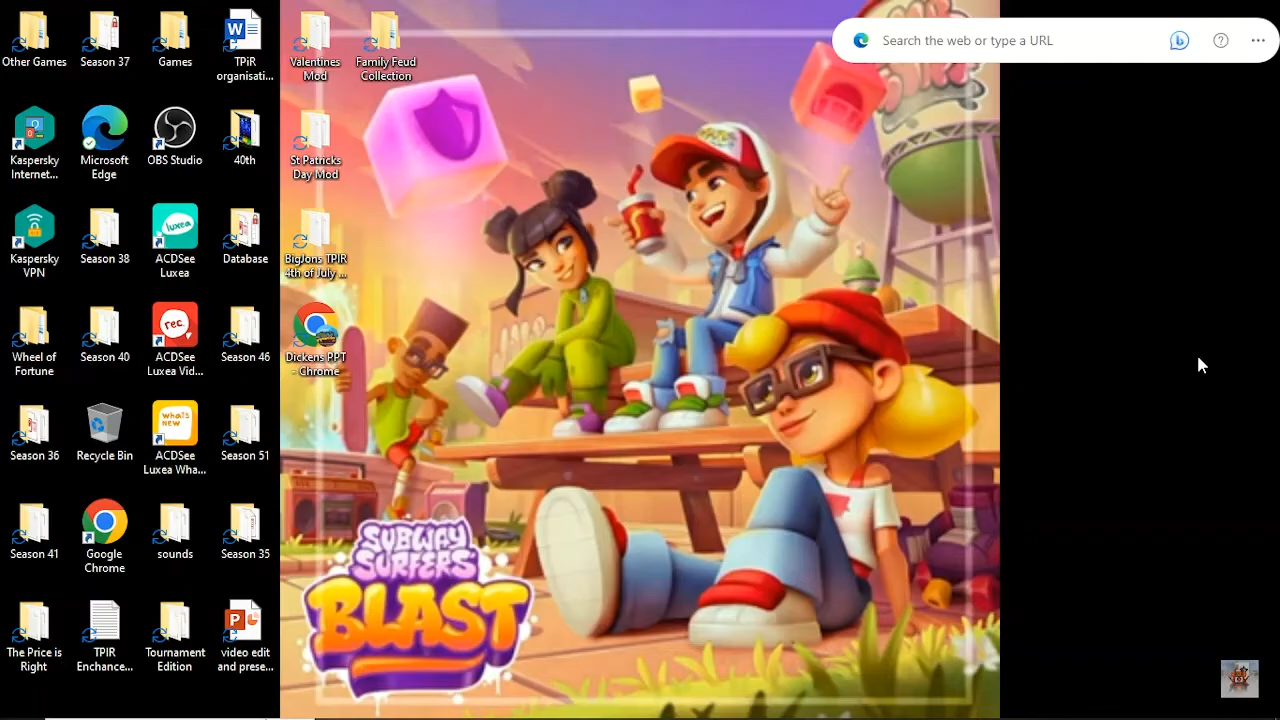 Other Games
Season 37
Games
TPiR
organisati...
Valentines
Mod
Family Feud
Collection
Search the web or type a URL
Kaspersky
Internet...
Microsoft
Edge
OBS Studio
40th
St Patricks
Day Mod
Kaspersky
VPN
Season 38
luxea
ACDSee
Luxea
Database
BigJons TPIR
4th of July ...
Wheel of
Fortune
Season 40
rec.
ACDSee
Luxea Vid...
Season 46
Dickens PPT
- Chrome
Season 36
Recycle Bin
what's
new
ACDSee
Luxea Wha...
Season 51
Season 41
Google
Chrome
sounds
Season 35
The Price is
Right
TPIR
Enchance...
Tournament
Edition
video edit
and prese...
SUBWAY
SURFERS
BLAST